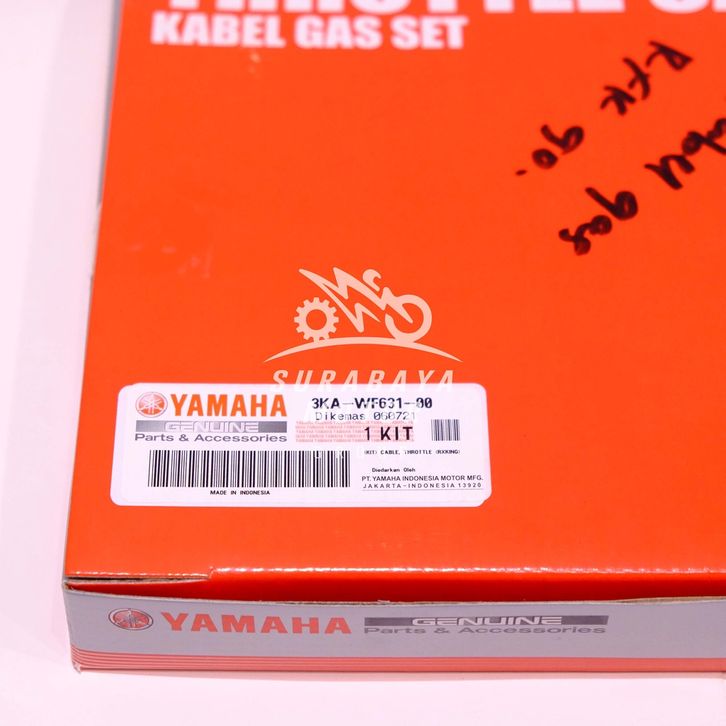 THROTTLE
KABEL GAS SET
RFK 90.
gas
SURABAYA
YAMAHA
GENUINE
Parts & Accessories
3KA-WF631-00
Dikemas 060721
1 KIT
(KIT) CABLE, THROTTLE (RXKING)
Diedarkan Oleh
PT. YAMAHA INDONESIA MOTOR MFG.
JAKARTA-INDONESIA 13920
MADE IN INDONESIA
YAMAHA
GENUINE
Parts & Accessories